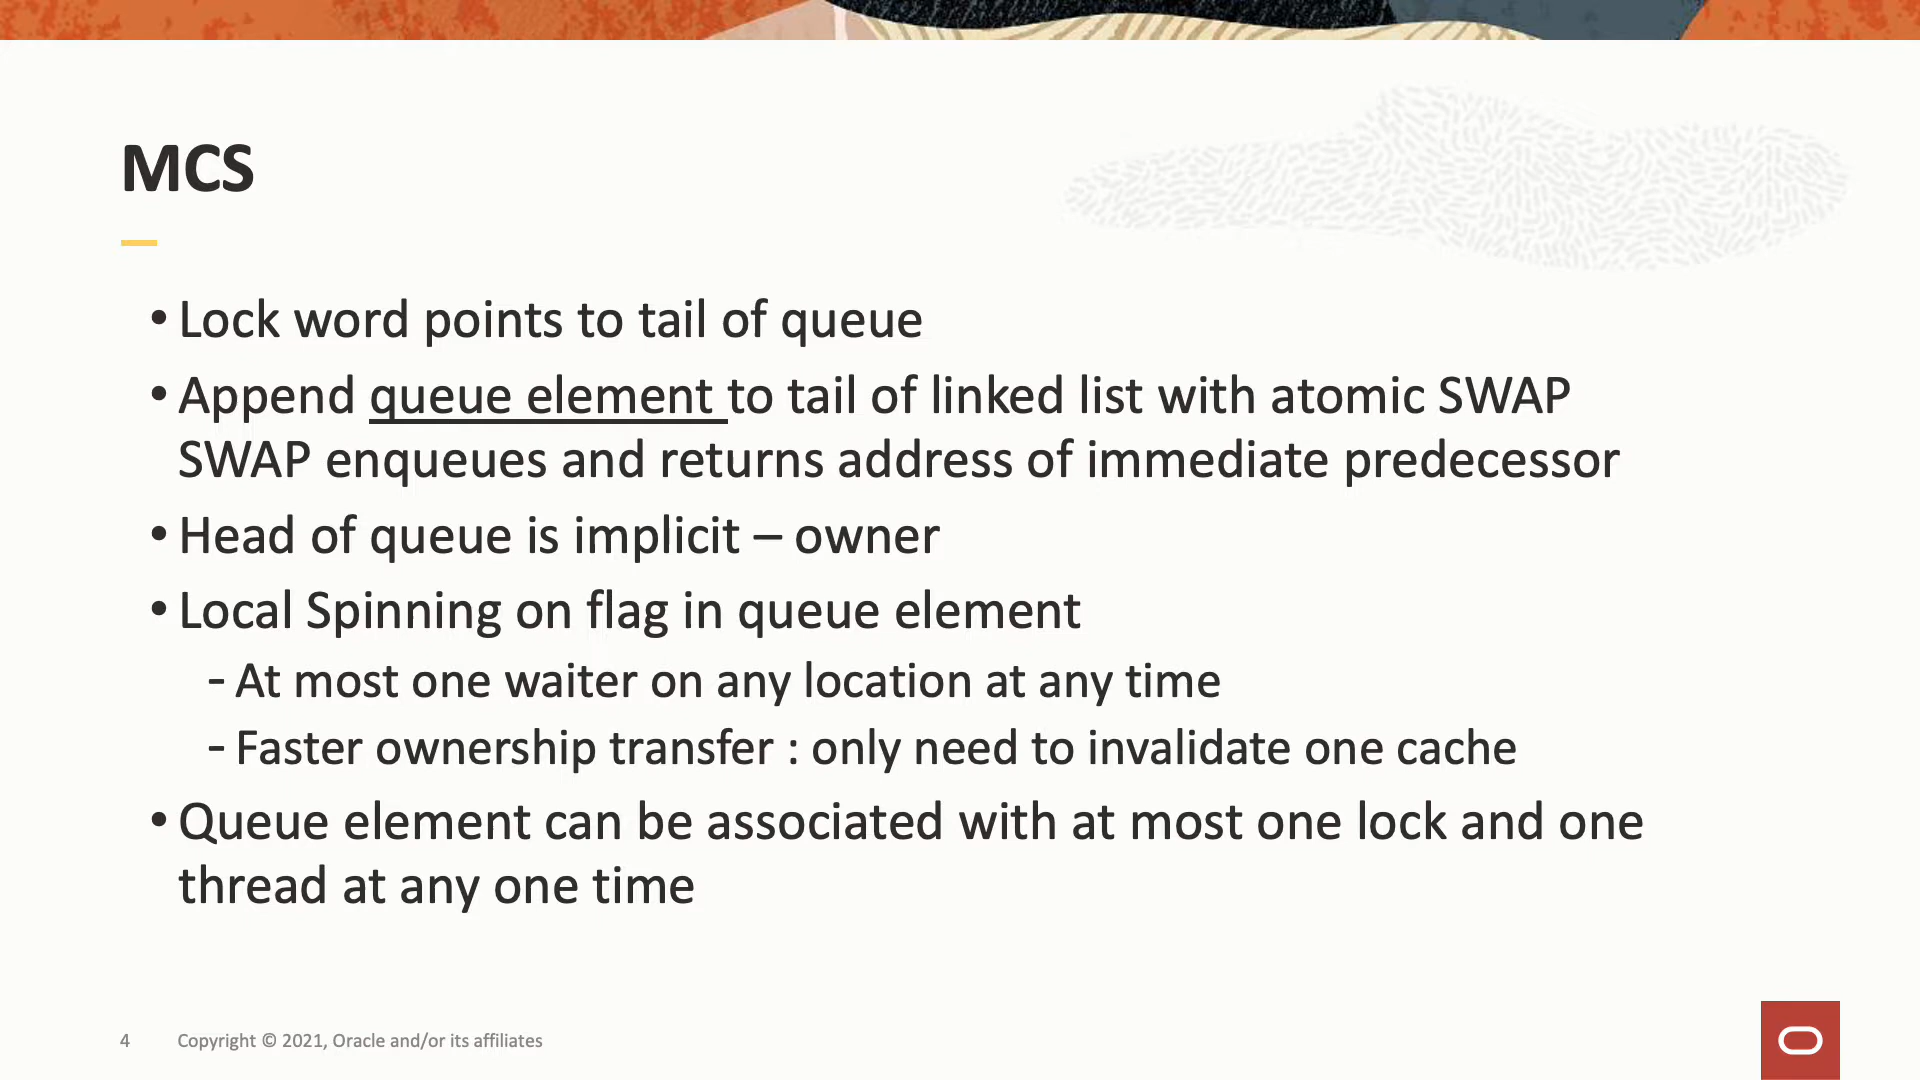 MCS
• Lock word points to tail of queue
• Append queue element to tail of linked list with atomic SWAP
SWAP enqueues and returns address of immediate predecessor
• Head of queue is implicit – owner
• Local Spinning on flag in queue element
- At most one waiter on any location at any time
- Faster ownership transfer : only need to invalidate one cache
• Queue element can be associated with at most one lock and one
thread at any one time
4 Copyright © 2021, Oracle and/or its affiliates